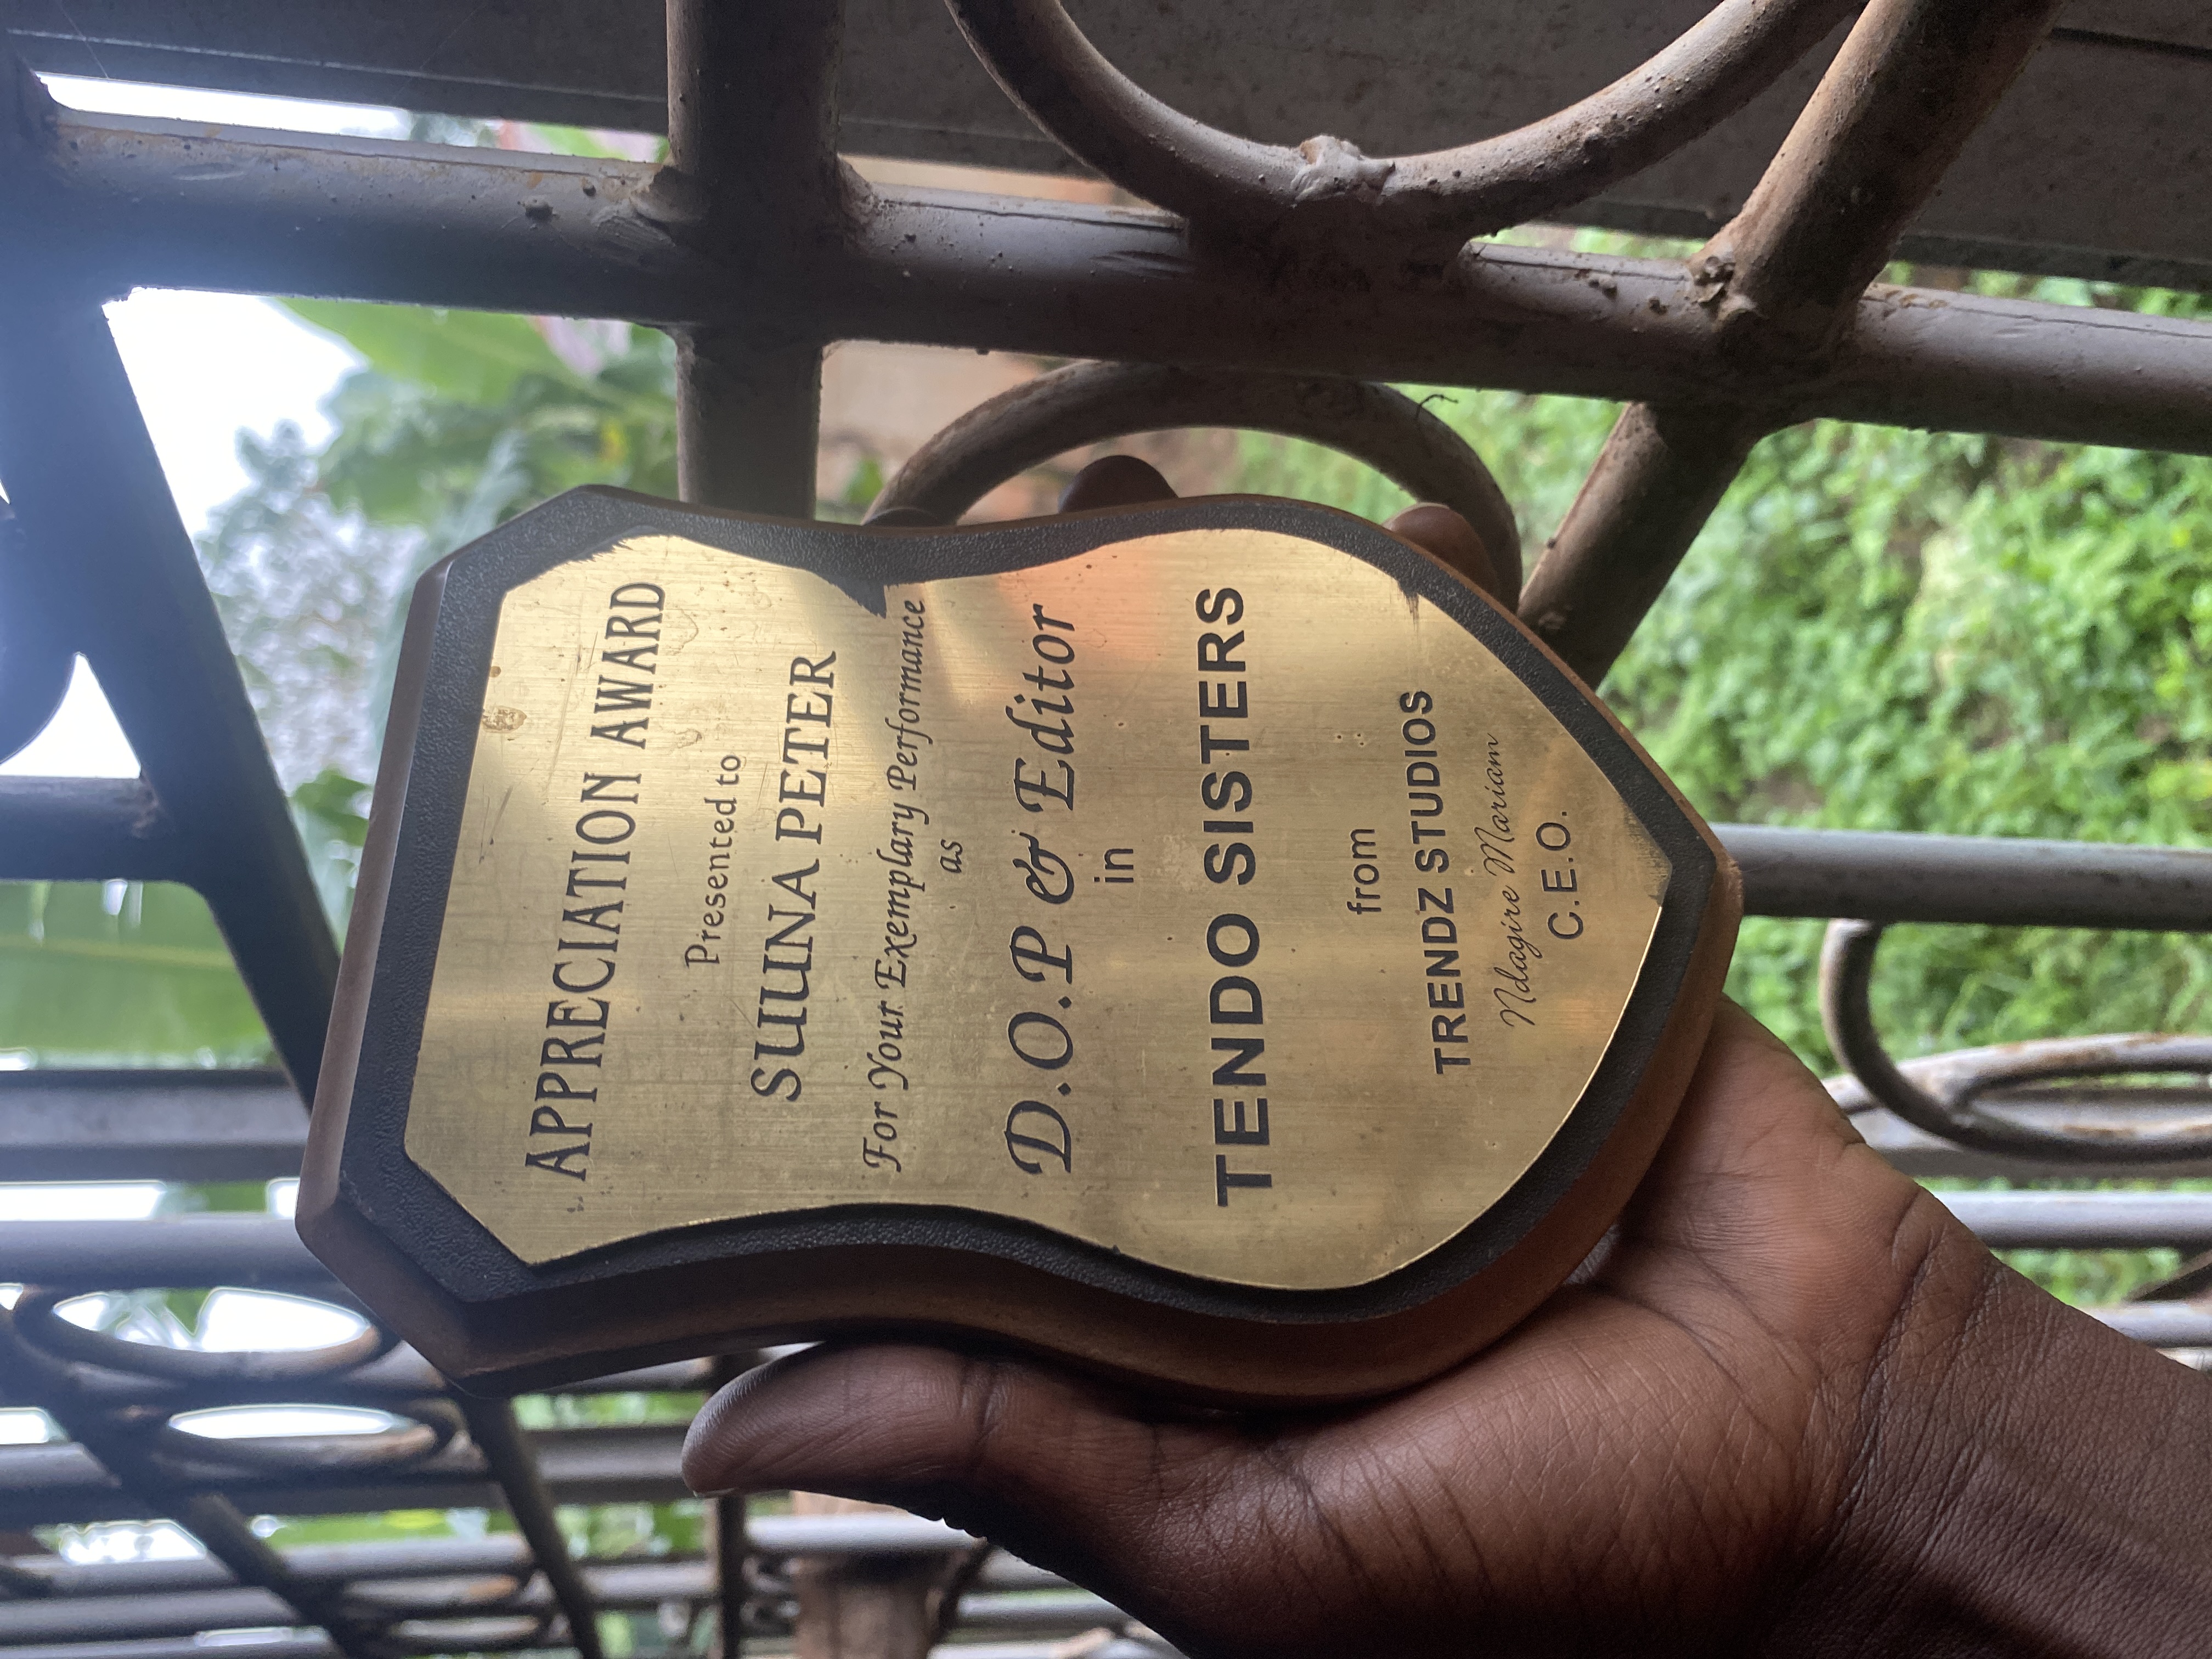 APPRECIATION AWARD
Presented to
SUUNA PETER
For Your Exemplary Performance
as
D.O.P & Editor
in
TENDO SISTERS
from
TRENDZ STUDIOS
Ndagire Mariam
C.E.O.